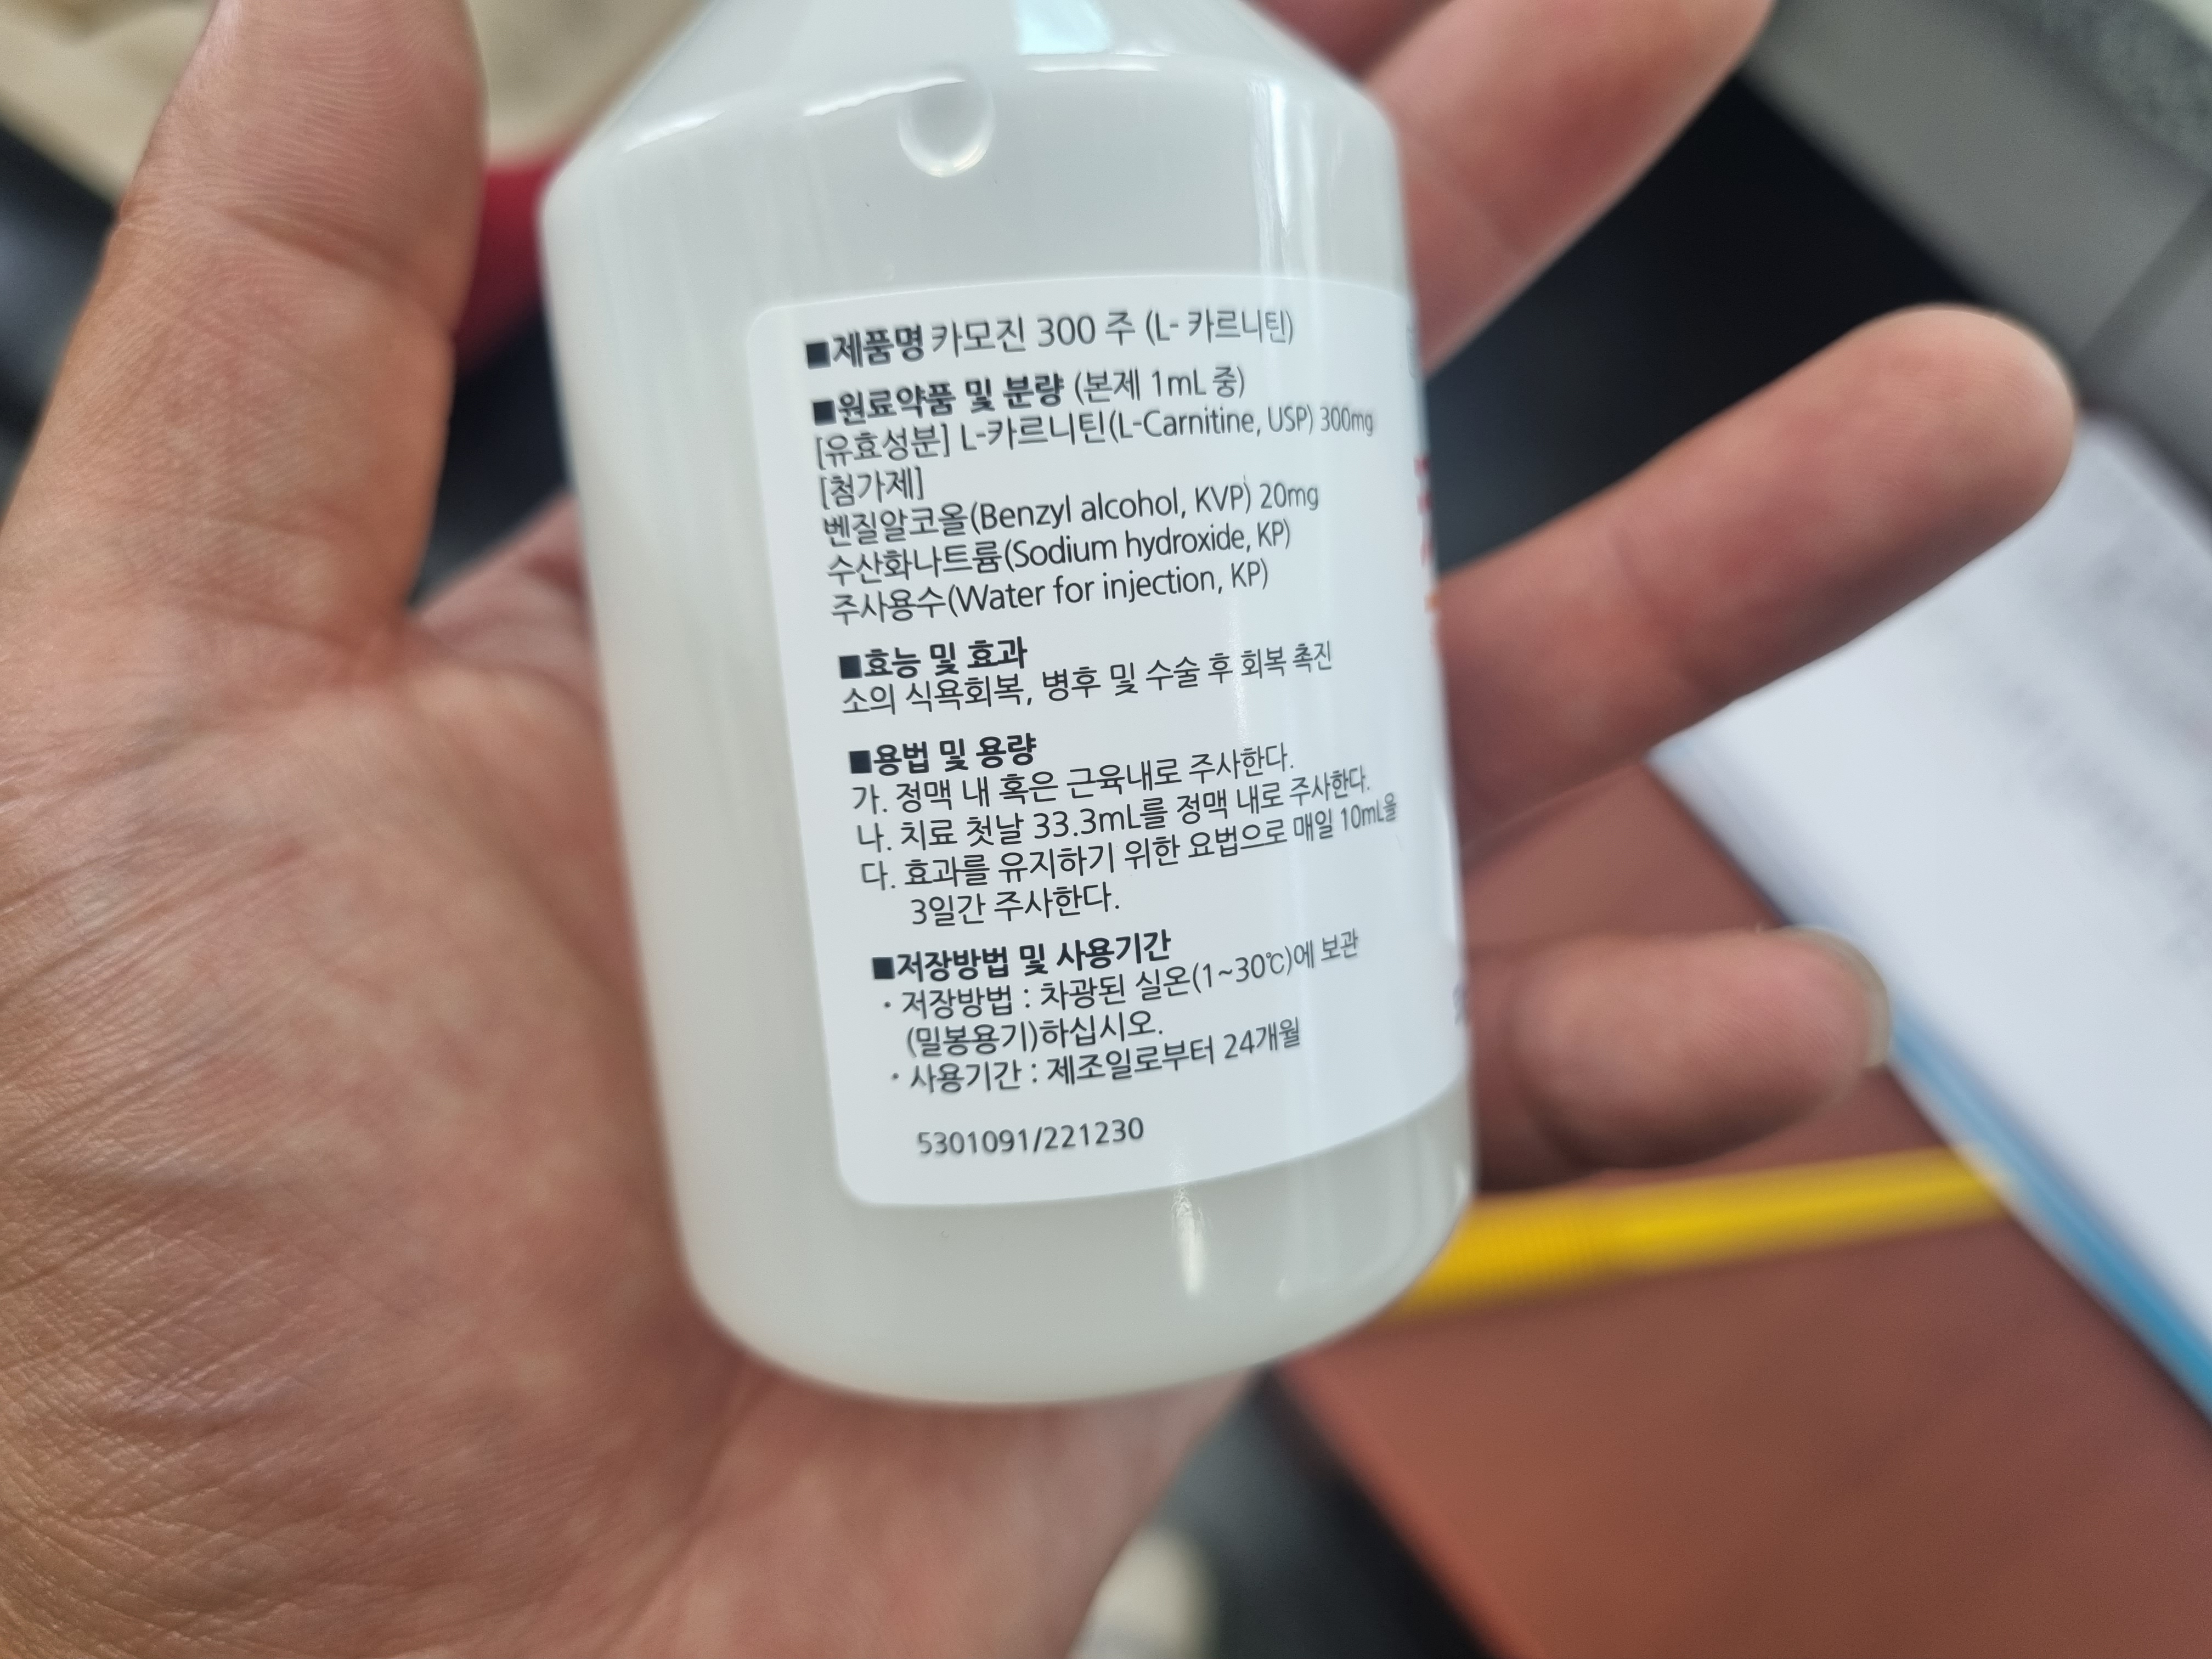 ■제품명 카모진 300 주 (L- 카르니틴)
■원료약품 및 분량 (본제 1mL 중)
[유효성분] L-카르니틴(L-Carnitine, USP) 300mg
[첨가제]
벤질알코올(Benzyl alcohol, KVP) 20mg
수산화나트륨(Sodium hydroxide, KP)
주사용수(Water for injection, KP)
■효능 및 효과
소의 식욕회복, 병후 및 수술 후 회복 촉진
■용법 및 용량
가. 정맥 내 혹은 근육내로 주사한다.
나. 치료 첫날 33.3mL를 정맥 내로 주사한다.
다. 효과를 유지하기 위한 요법으로 매일 10mL을
3일간 주사한다.
■저장방법 및 사용기간
• 저장방법 : 차광된 실온(1~30℃)에 보관
(밀봉용기)하십시오.
• 사용기간 : 제조일로부터 24개월
5301091/221230